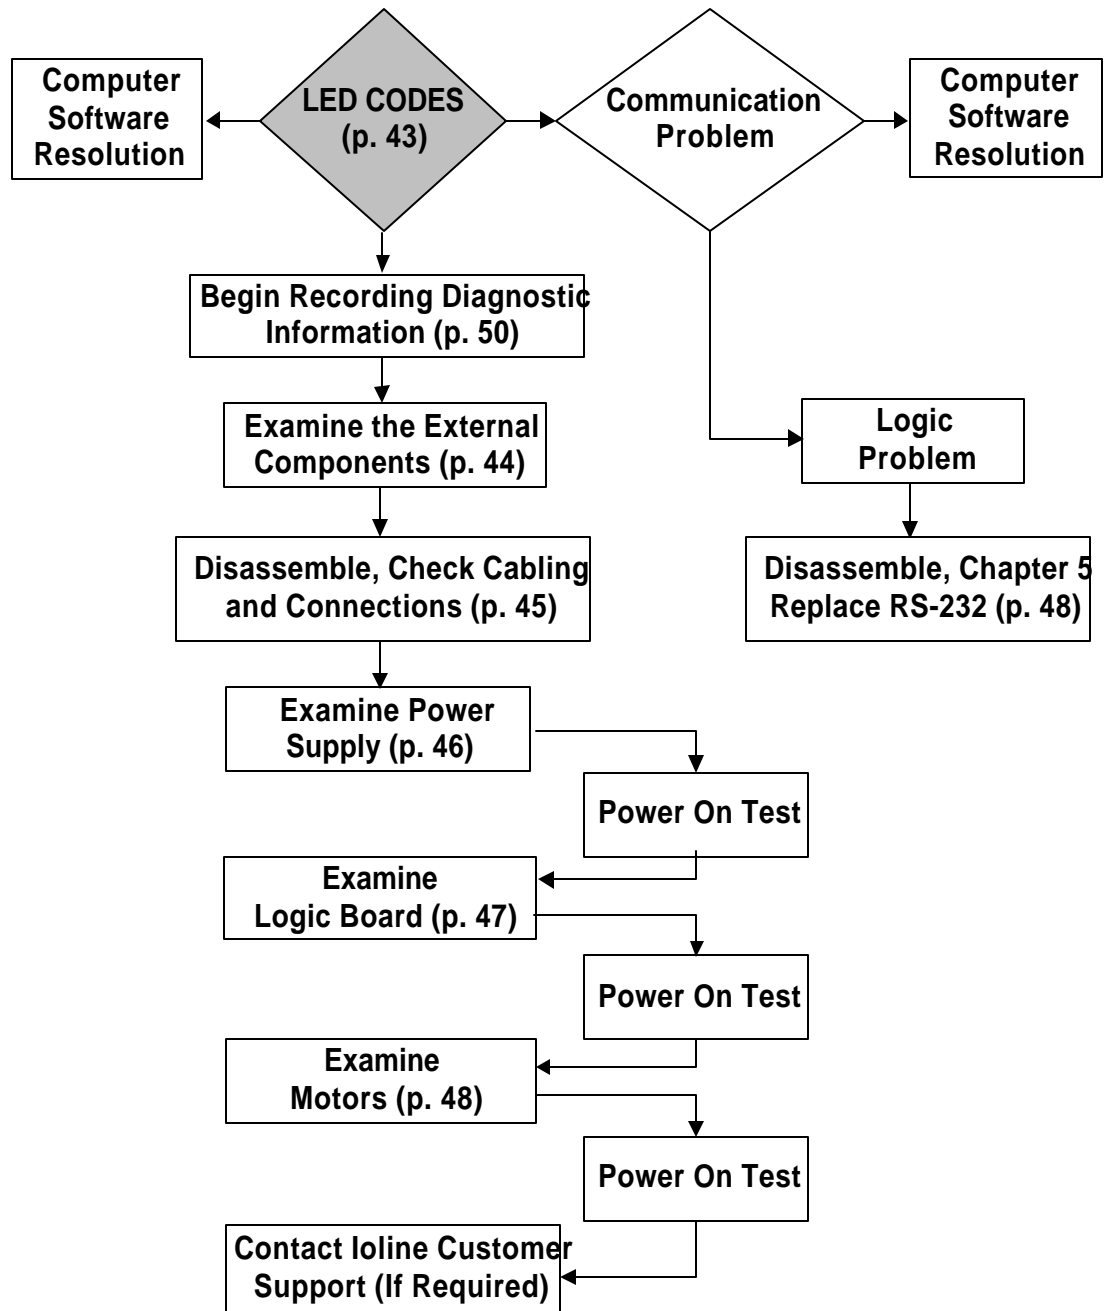 Computer
Software
Resolution
LED CODES
(p. 43)
Communication
Problem
Computer
Software
Resolution
Begin Recording Diagnostic
Information (p. 50)
Examine the External
Components (p. 44)
Logic
Problem
Disassemble, Check Cabling
and Connections (p. 45)
Disassemble, Chapter 5
Replace RS-232 (p. 48)
Examine Power
Supply (p. 46)
Power On Test
Examine
Logic Board (p. 47)
Power On Test
Examine
Motors (p. 48)
Power On Test
Contact Ioline Customer
Support (If Required)